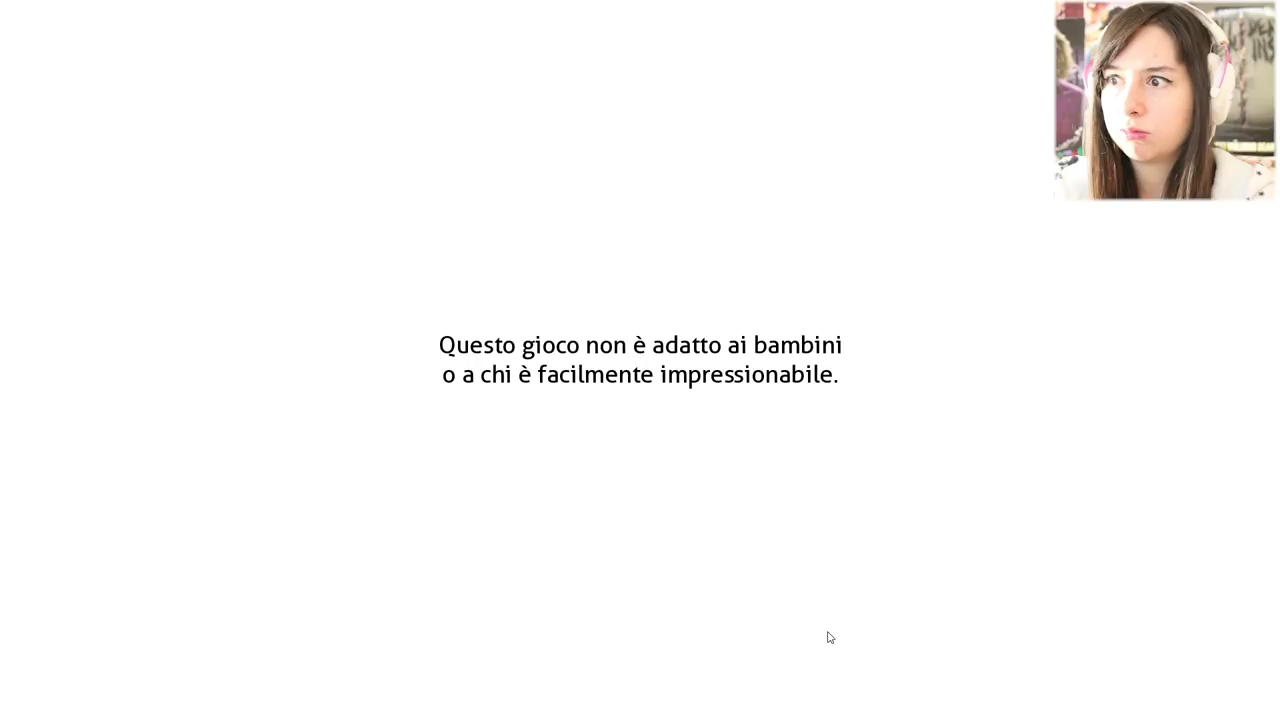 Questo gioco non è adatto ai bambini
o a chi è facilmente impressionabile.